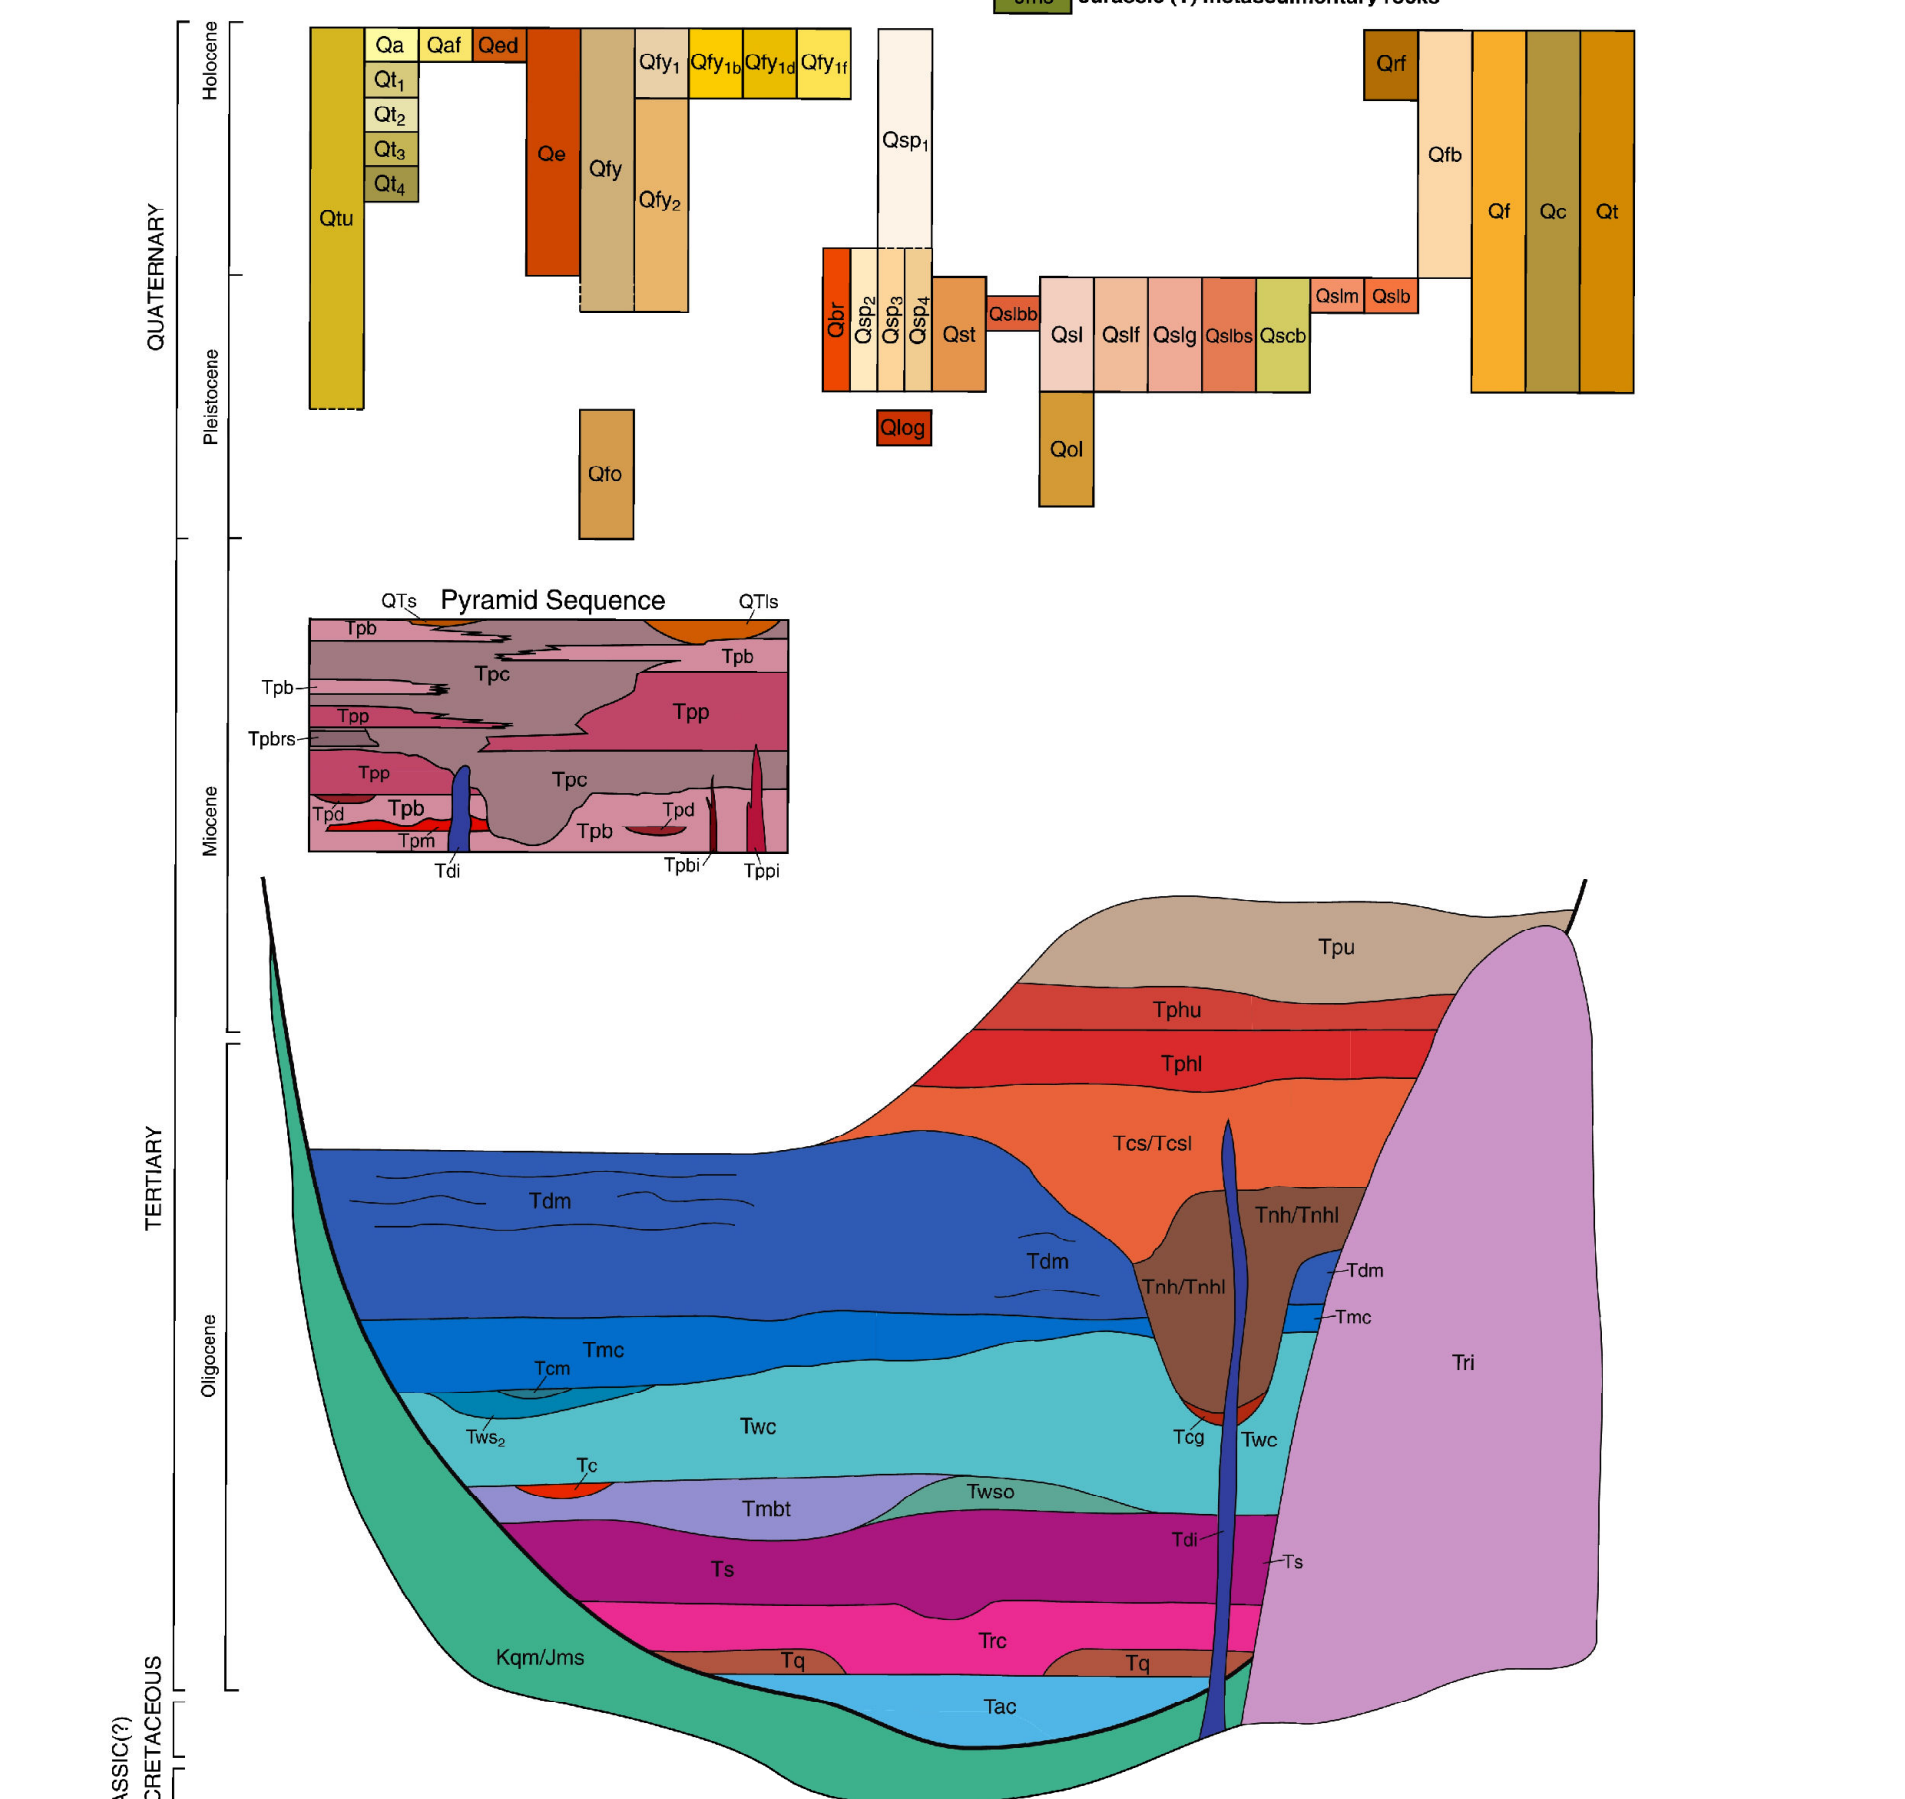 Jurassic (?) metasedimentary rocks
Holocene
Qa Qaf Qed
Qfy1 Qfy1b Qfy1d Qfy1f
Qrf
Qt1
Qt2
Qt3
Qt4
Qsp1
Qe
Qfy
Qfy2
Qfb
Qtu
Qf Qc Qt
QUATERNARY
Qbr
Qsp2
Qsp3
Qsp4
Qst
Qslbb
Qsl Qslf Qslg Qslbs Qscb
Qslm Qslb
Pleistocene
Qlog
Qol
Qfo
QTs Pyramid Sequence QTls
Tpb
Tpb
Tpc
Tpb
Tpp
Tpp
Tpbrs
Tpp
Tpc
Tpd
Tpb
Tpd
Tpb
Tpm
Tdi
Tpbi
Tppi
Miocene
Tpu
Tphu
Tphl
TERTIARY
Tcs/Tcsl
Tdm
Tnh/Tnhl
Tdm
Tdm
Tnh/Tnhl
Tmc
Oligocene
Tmc
Tcm
Tri
Tws2
Twc
Tcg
Twc
Tc
Tmbt
Twso
Tdi
Ts
Ts
Trc
Kqm/Jms
Tq
Tq
Tac
CRETACEOUS
ASSIC(?)